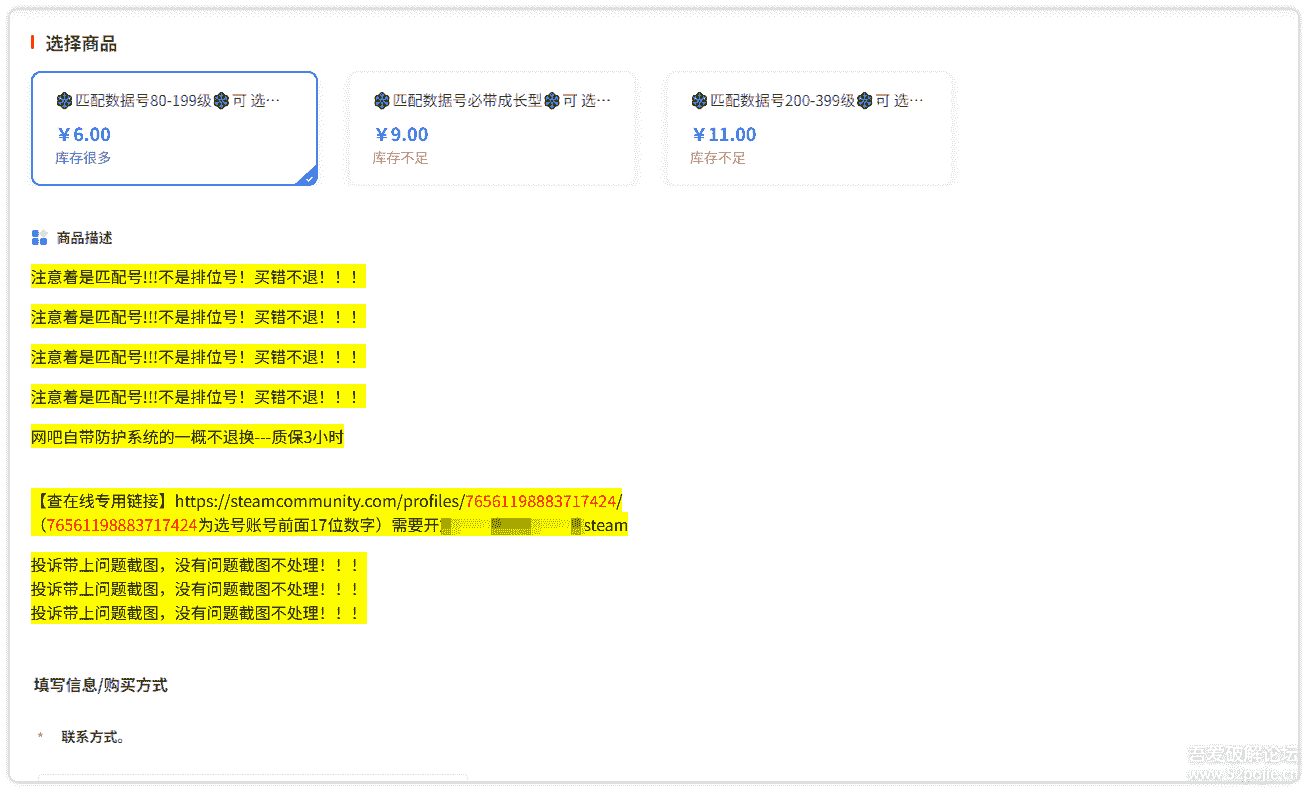 选择商品
匹配数据号80-199级 可 选…
¥6.00
库存很多
匹配数据号必带成长型 可 选…
¥9.00
库存不足
匹配数据号200-399级 可 选…
¥11.00
库存不足
商品描述
注意着是匹配号!!!不是排位号！买错不退！！！
注意着是匹配号!!!不是排位号！买错不退！！！
注意着是匹配号!!!不是排位号！买错不退！！！
注意着是匹配号!!!不是排位号！买错不退！！！
网吧自带防护系统的一概不退换---质保3小时
【查在线专用链接】https://steamcommunity.com/profiles/76561198883717424/
（76561198883717424为选号账号前面17位数字）需要开 steam
投诉带上问题截图，没有问题截图不处理！！！
投诉带上问题截图，没有问题截图不处理！！！
投诉带上问题截图，没有问题截图不处理！！！
填写信息/购买方式
* 联系方式。
吾爱破解论坛
www.52pojie.cn